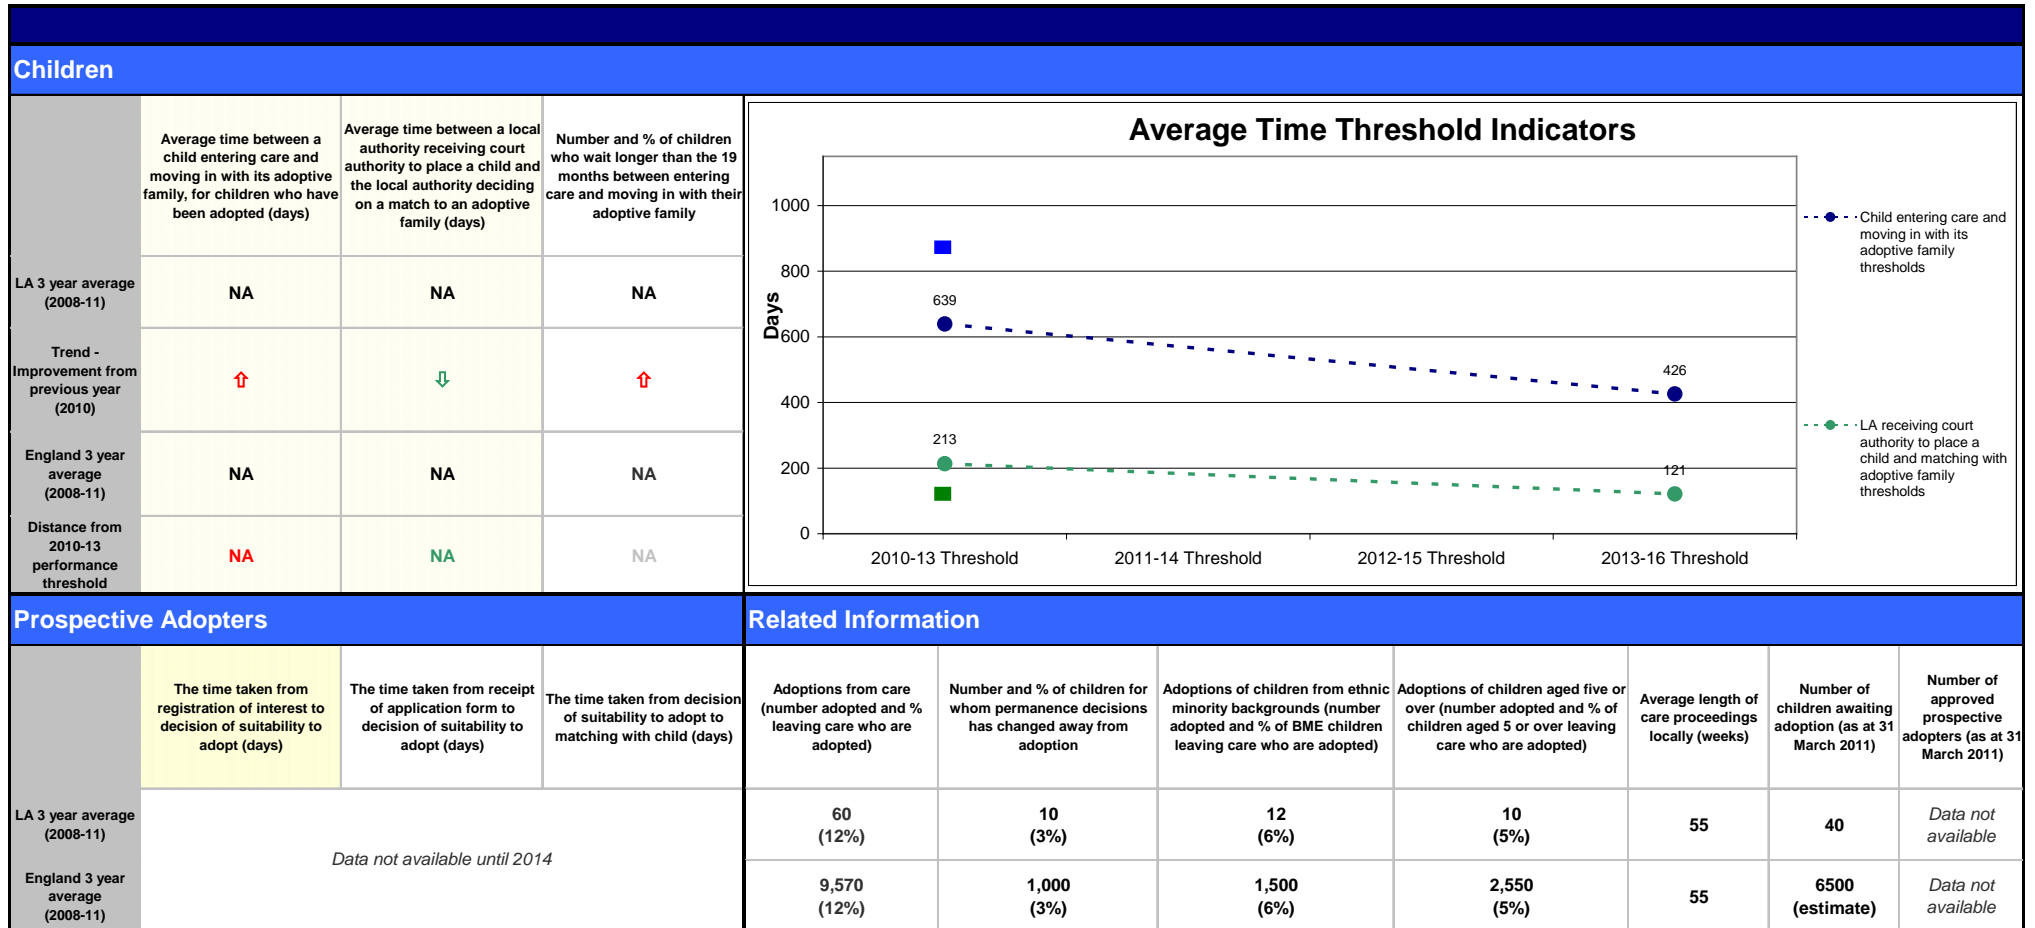 Children
Average time between a
child entering care and
moving in with its adoptive
family, for children who have
been adopted (days)
Average time between a local
authority receiving court
authority to place a child and
the local authority deciding
on a match to an adoptive
family (days)
Number and % of children
who wait longer than the 19
months between entering
care and moving in with their
adoptive family
LA 3 year average
(2008-11)
NA
NA
NA
Trend -
Improvement from
previous year
(2010)
⇧
⇩
⇧
England 3 year
average
(2008-11)
NA
NA
NA
Distance from
2010-13
performance
threshold
NA
NA
NA
Average Time Threshold Indicators
Days
1000
800
600
400
200
0
639
426
213
121
2010-13 Threshold
2011-14 Threshold
2012-15 Threshold
2013-16 Threshold
Child entering care and
moving in with its
adoptive family
thresholds
LA receiving court
authority to place a
child and matching with
adoptive family
thresholds
Prospective Adopters
The time taken from
registration of interest to
decision of suitability to
adopt (days)
The time taken from receipt
of application form to
decision of suitability to
adopt (days)
The time taken from decision
of suitability to adopt to
matching with child (days)
LA 3 year average
(2008-11)
England 3 year
average
(2008-11)
Data not available until 2014
Related Information
Adoptions from care
(number adopted and %
leaving care who are
adopted)
Number and % of children for
whom permanence decisions
has changed away from
adoption
Adoptions of children from ethnic
minority backgrounds (number
adopted and % of BME children
leaving care who are adopted)
Adoptions of children aged five or
over (number adopted and % of
children aged 5 or over leaving
care who are adopted)
Average length of
care proceedings
locally (weeks)
Number of
children awaiting
adoption (as at 31
March 2011)
Number of
approved
prospective
adopters (as at 31
March 2011)
60
(12%)
10
(3%)
12
(6%)
10
(5%)
55
40
Data not
available
9,570
(12%)
1,000
(3%)
1,500
(6%)
2,550
(5%)
55
6500
(estimate)
Data not
available